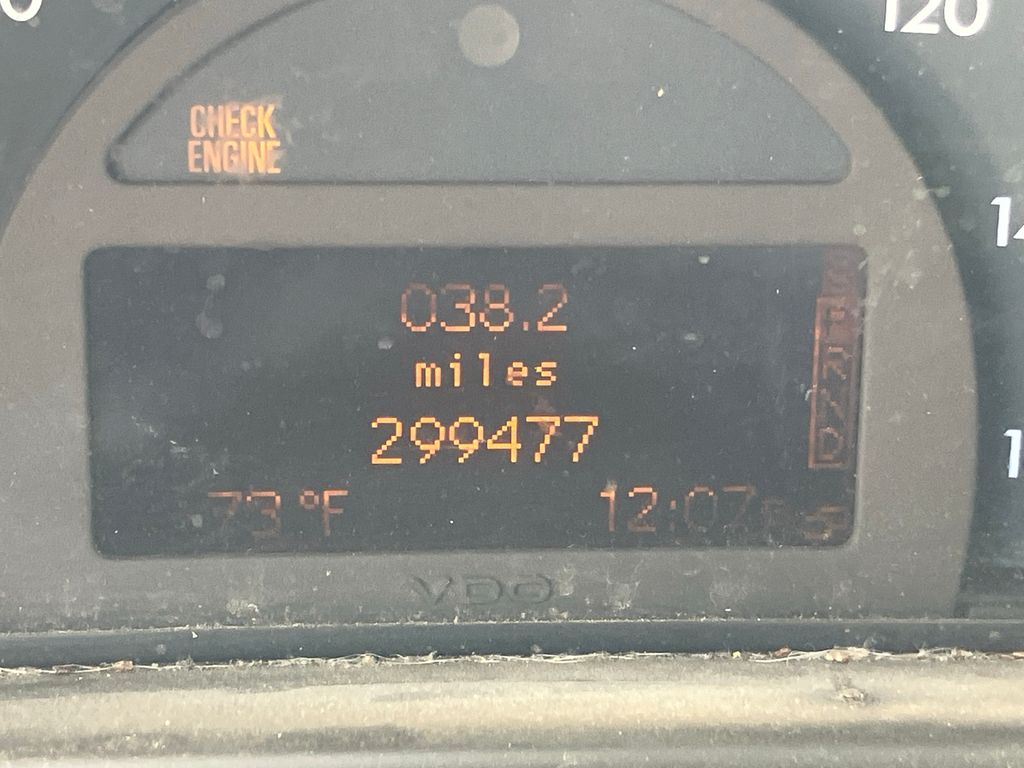 120
CHECK
ENGINE
038.2
miles
299477
P
R
N
D
73°F
12:07
VDO